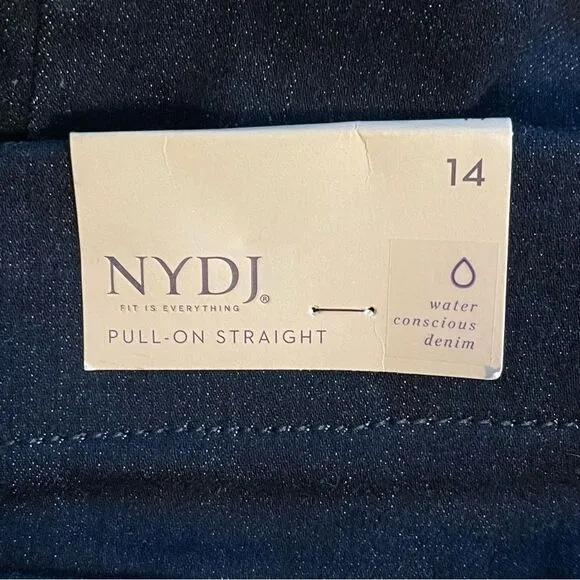 14
NYDJ®
FIT IS EVERYTHING
PULL-ON STRAIGHT
water
conscious
denim